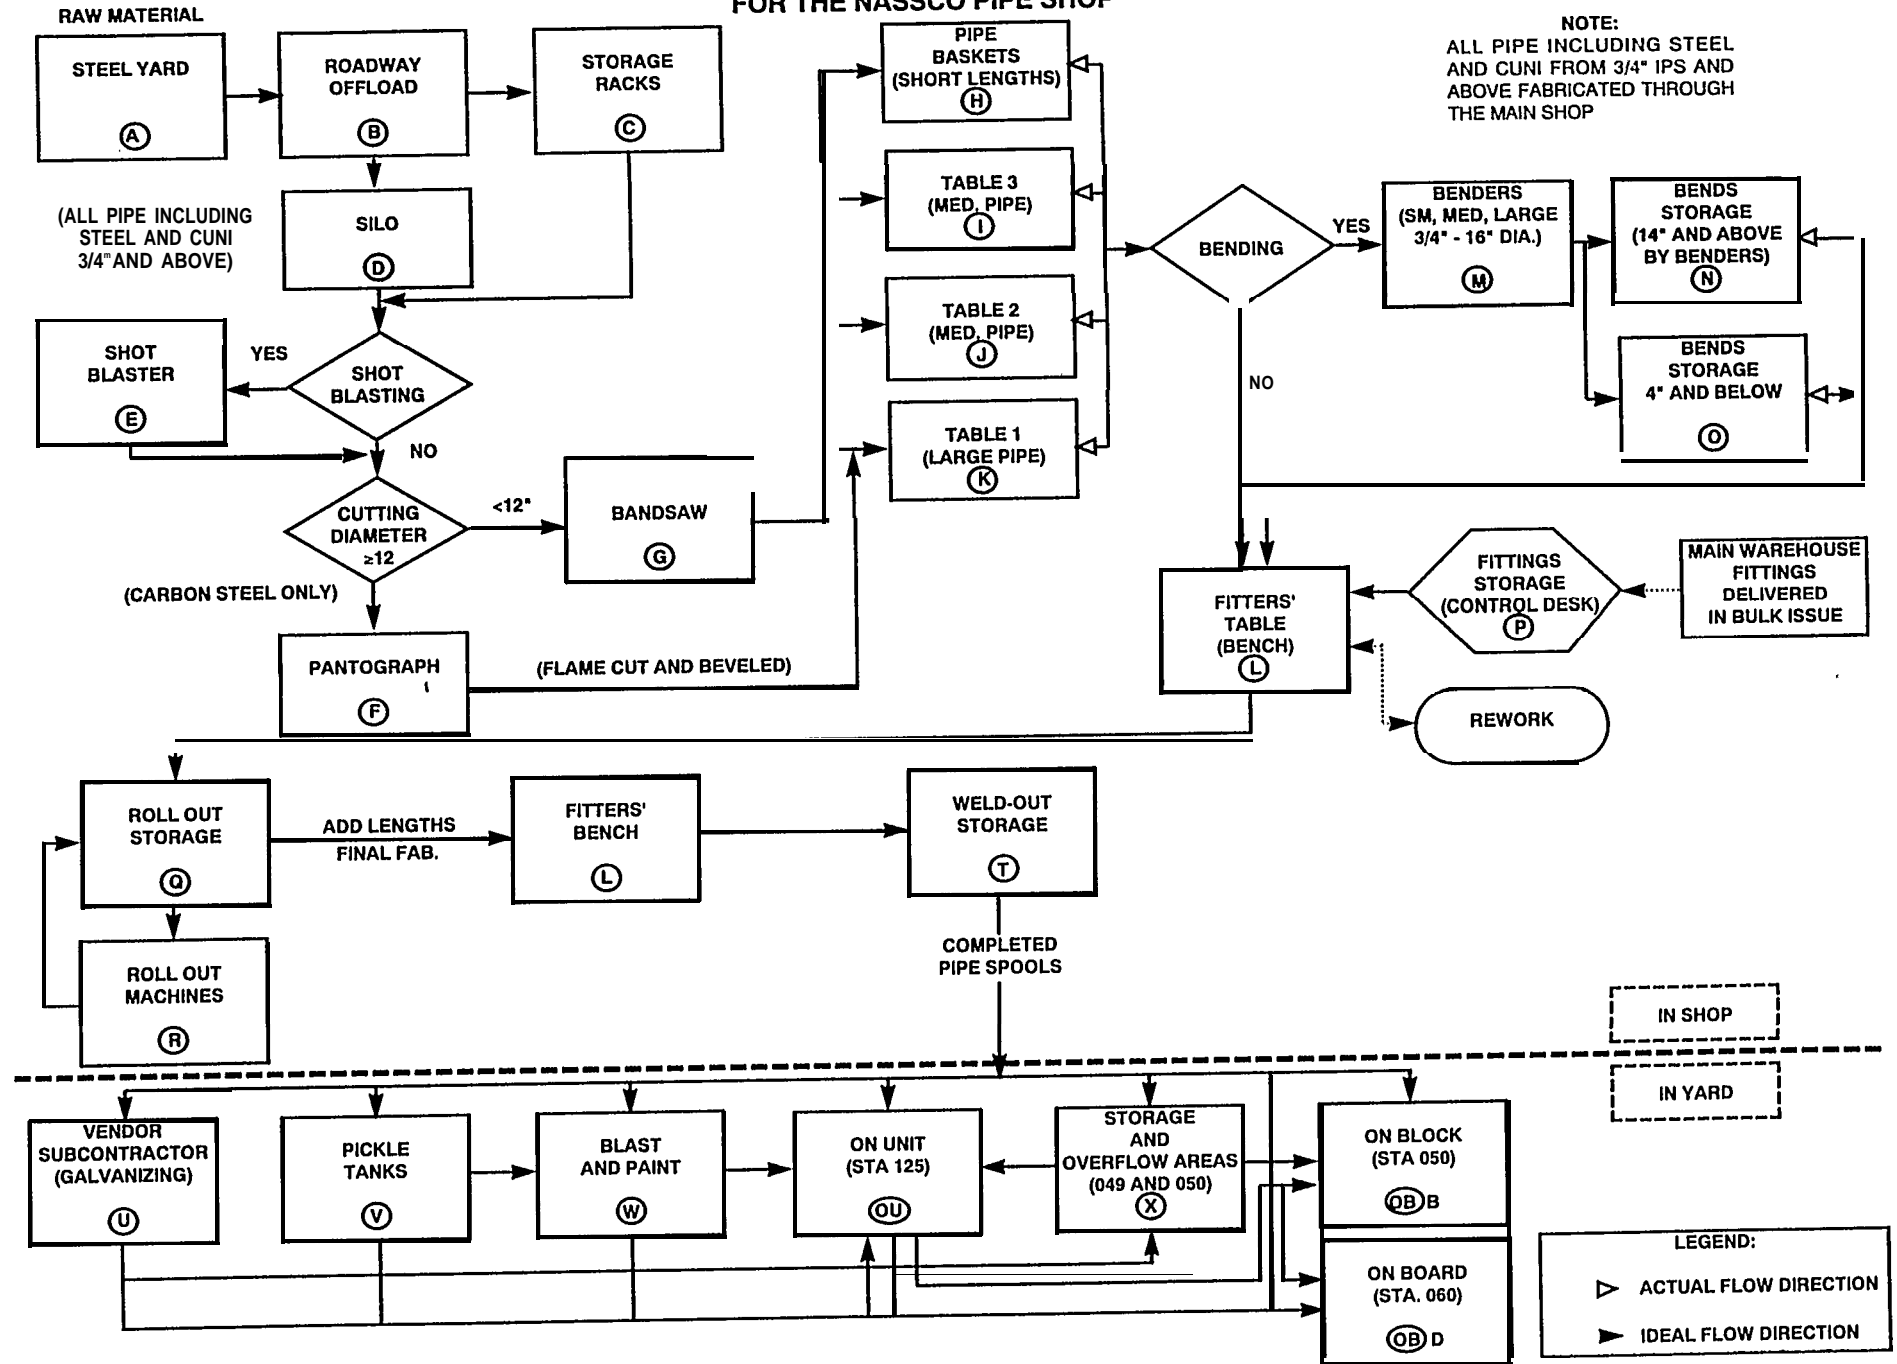 FOR THE NASSCO PIPE SHOP
RAW MATERIAL
STEEL YARD
A
ROADWAY
OFFLOAD
B
STORAGE
RACKS
C
(ALL PIPE INCLUDING
STEEL AND CUNI
3/4" AND ABOVE)
SILO
D
SHOT
BLASTER
E
YES
SHOT
BLASTING
NO
CUTTING
DIAMETER
≥12
<12"
BANDSAW
G
(CARBON STEEL ONLY)
PANTOGRAPH
F
(FLAME CUT AND BEVELED)
PIPE
BASKETS
(SHORT LENGTHS)
H
TABLE 3
(MED, PIPE)
I
TABLE 2
(MED, PIPE)
J
TABLE 1
(LARGE PIPE)
K
NOTE:
ALL PIPE INCLUDING STEEL
AND CUNI FROM 3/4" IPS AND
ABOVE FABRICATED THROUGH
THE MAIN SHOP
BENDING
YES
NO
BENDERS
(SM, MED, LARGE
3/4" - 16" DIA.)
M
BENDS
STORAGE
(14" AND ABOVE
BY BENDERS)
N
BENDS
STORAGE
4" AND BELOW
O
FITTERS'
TABLE
(BENCH)
L
FITTINGS
STORAGE
(CONTROL DESK)
P
MAIN WAREHOUSE
FITTINGS
DELIVERED
IN BULK ISSUE
REWORK
ROLL OUT
STORAGE
Q
ADD LENGTHS
FINAL FAB.
FITTERS'
BENCH
L
WELD-OUT
STORAGE
T
ROLL OUT
MACHINES
R
COMPLETED
PIPE SPOOLS
IN SHOP
IN YARD
VENDOR
SUBCONTRACTOR
(GALVANIZING)
U
PICKLE
TANKS
V
BLAST
AND PAINT
W
ON UNIT
(STA 125)
OU
STORAGE
AND
OVERFLOW AREAS
(049 AND 050)
X
ON BLOCK
(STA 050)
OB B
ON BOARD
(STA. 060)
OB D
LEGEND:
ACTUAL FLOW DIRECTION
IDEAL FLOW DIRECTION